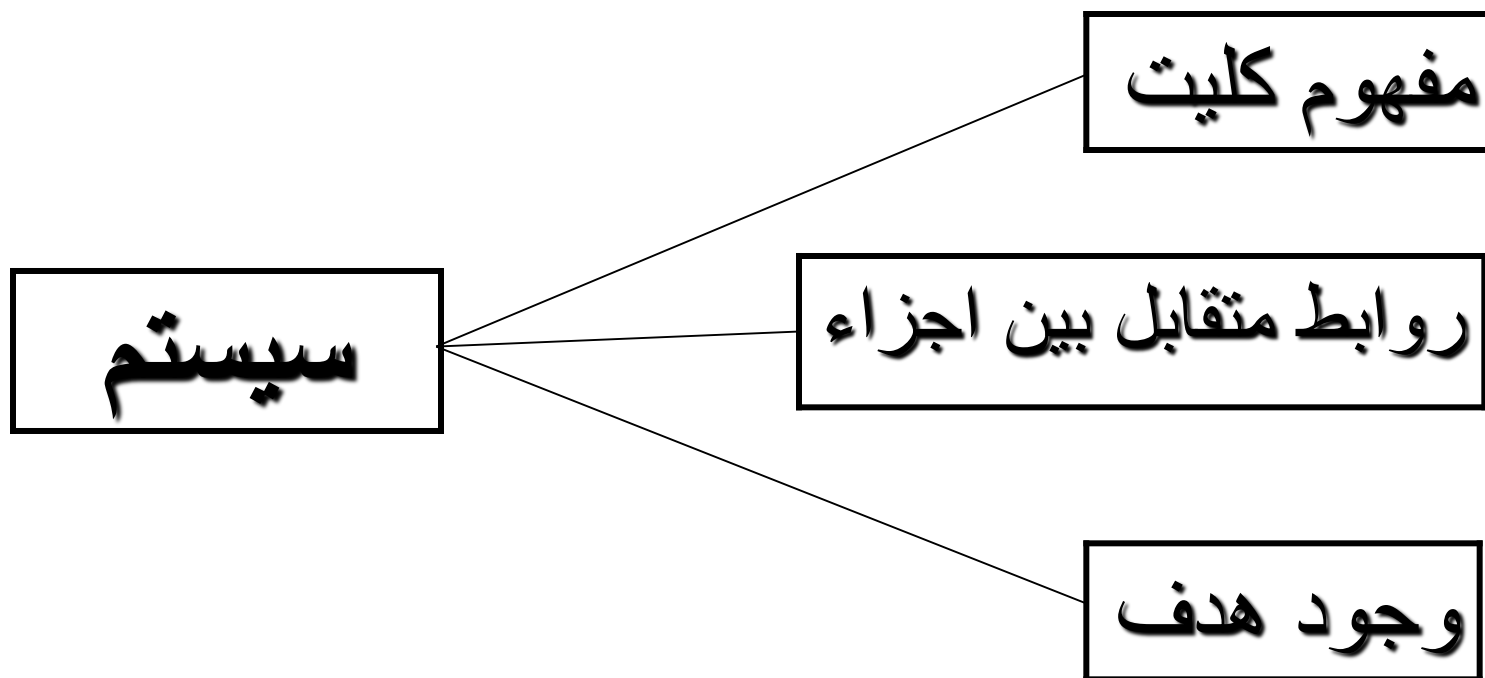 مفهوم کلیت
روابط متقابل بین اجزاء
سیستم
وجود هدف